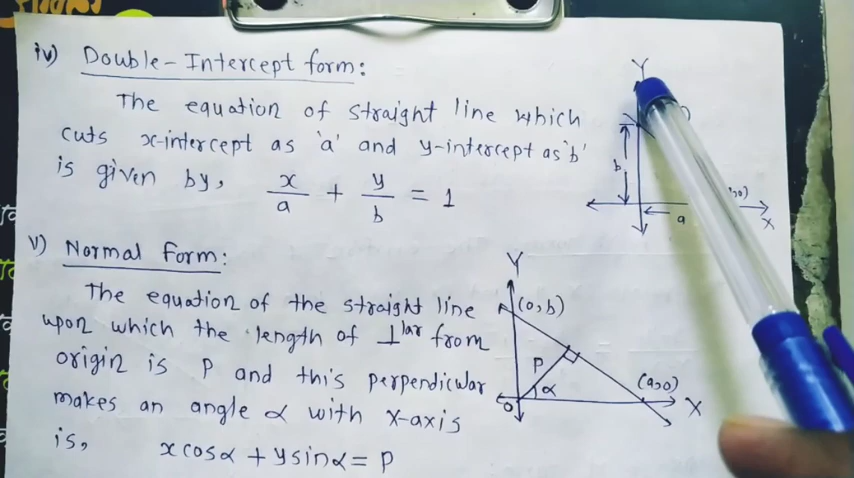 iv) Double-Intercept form:
The equation of straight line which
cuts x-intercept as 'a' and y-intercept as 'b'
is given by, x/a + y/b = 1
Y
b
a
X
v) Normal form:
The equation of the straight line
upon which the length of ⊥lar from
origin is P and this perpendicular
makes an angle α with X-axis
is, x cosα + y sinα = P
Y
(0,b)
P
(a,0)
O
α
X